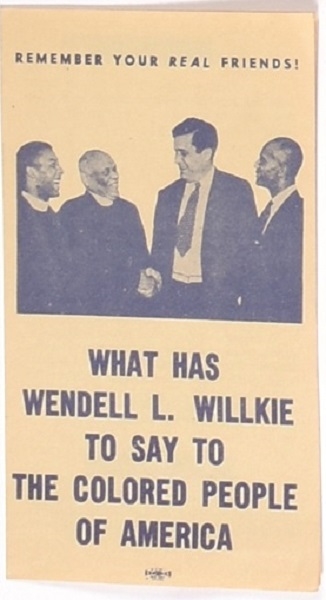 REMEMBER YOUR REAL FRIENDS!
WHAT HAS
WENDELL L. WILLKIE
TO SAY TO
THE COLORED PEOPLE
OF AMERICA